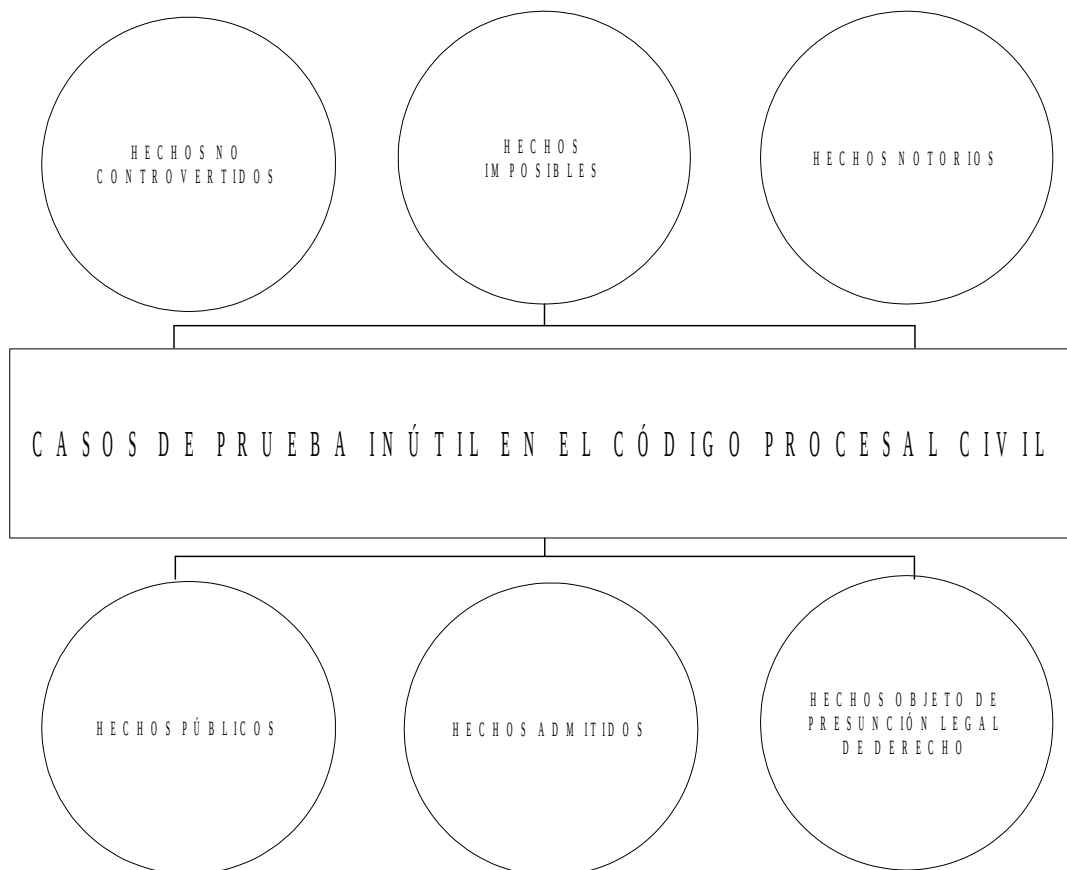 HECHOS NO
CONTROVERTIDOS
HECHOS
IMPOSIBLES
HECHOS NOTORIOS
CASOS DE PRUEBA INÚTIL EN EL CÓDIGO PROCESAL CIVIL
HECHOS PÚBLICOS
HECHOS ADMITIDOS
HECHOS OBJETO DE
PRESUNCIÓN LEGAL
DE DERECHO